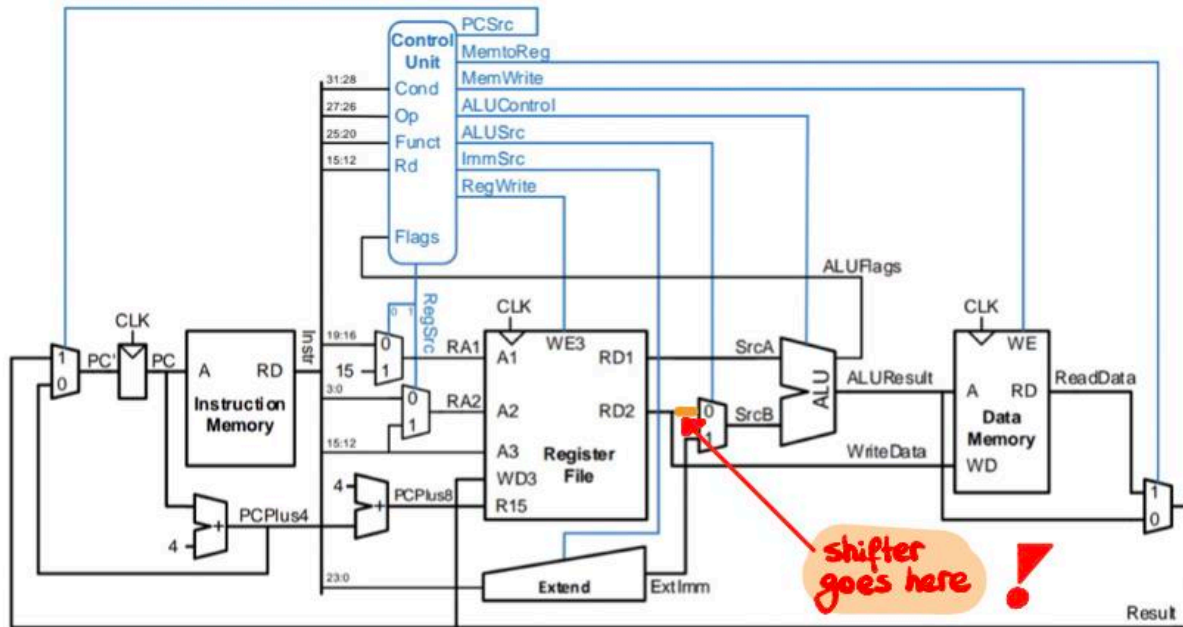 PCSrc
Control
Unit
MemtoReg
MemWrite
ALUControl
ALUSrc
ImmSrc
RegWrite
31:28
Cond
27:26
Op
25:20
Funct
15:12
Rd
Flags
ALUFlags
RegSrc
0 1
CLK
PC'
PC
1
0
A
RD
Instruction
Memory
Instr
19:16
15
0
1
RA1
3:0
0
1
RA2
15:12
CLK
WE3
A1
RD1
A2
RD2
A3
WD3
R15
Register
File
SrcA
0
1
SrcB
ALU
ALUResult
WriteData
CLK
WE
A
RD
Data
Memory
WD
ReadData
1
0
4
+
PCPlus4
4
+
PCPlus8
23:0
Extend
ExtImm
shifter
goes here !
Result